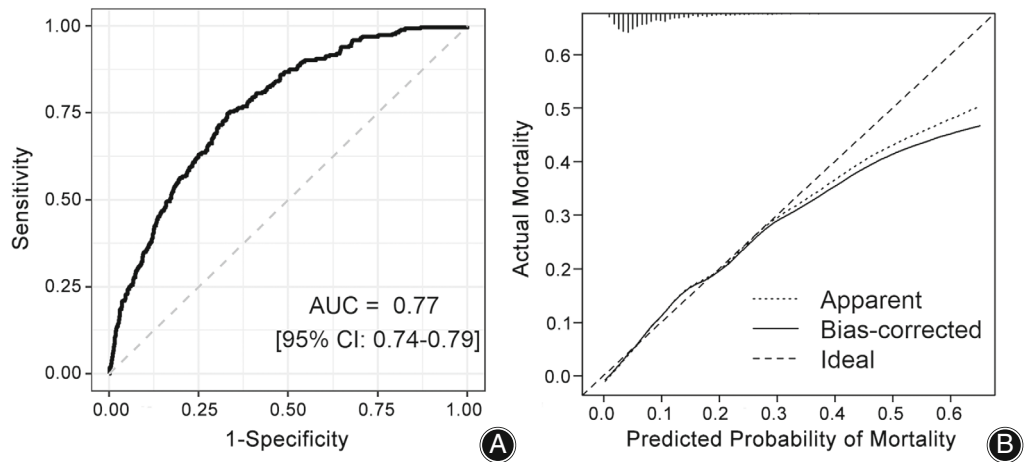 1.00
0.75
0.50
0.25
0.00
Sensitivity
AUC = 0.77
[95% CI: 0.74-0.79]
0.00 0.25 0.50 0.75 1.00
1-Specificity
A
0.6
0.5
0.4
0.3
0.2
0.1
0.0
Actual Mortality
Apparent
Bias-corrected
Ideal
0.0 0.1 0.2 0.3 0.4 0.5 0.6
Predicted Probability of Mortality
B